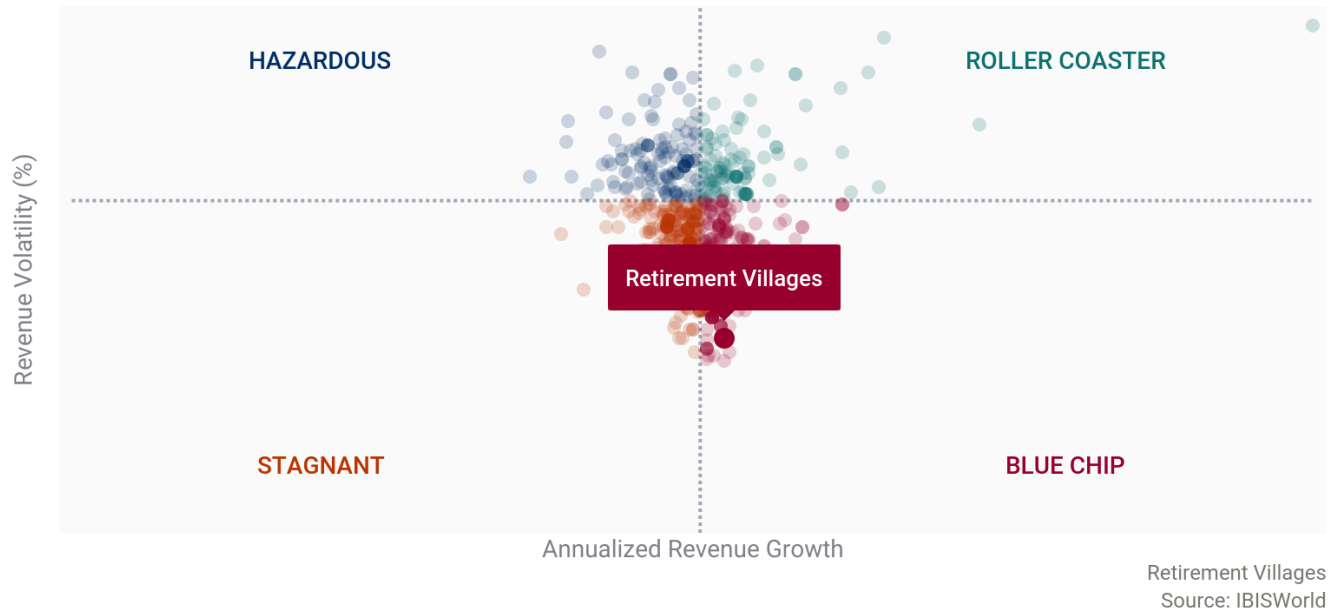 HAZARDOUS
ROLLER COASTER
Revenue Volatility (%)
Retirement Villages
STAGNANT
BLUE CHIP
Annualized Revenue Growth
Retirement Villages
Source: IBISWorld